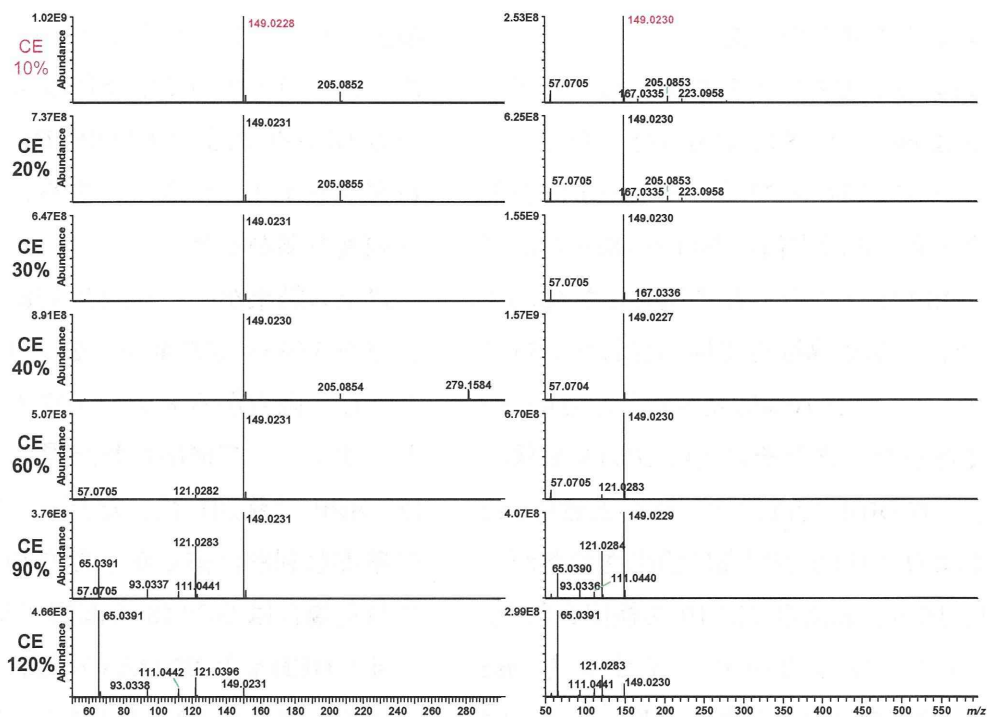 1.02E9 149.0228 2.53E8 149.0230
CE
10%
Abundance
205.0852 57.0705 167.0335 205.0853 223.0958
7.37E8 149.0231 6.25E8 149.0230
CE
20%
Abundance
205.0855 57.0705 167.0335 205.0853 223.0958
6.47E8 149.0231 1.55E9 149.0230
CE
30%
Abundance
57.0705 167.0336
8.91E8 149.0230 1.57E9 149.0227
CE
40%
Abundance
205.0854 279.1584 57.0704
5.07E8 149.0231 6.70E8 149.0230
CE
60%
Abundance
57.0705 121.0282 57.0705 121.0283
3.76E8 149.0231 4.07E8 149.0229
CE
90%
Abundance
65.0391 121.0283 65.0390 121.0284
57.0705 93.0337 111.0441 93.0336 111.0440
4.66E8 65.0391 2.99E8 65.0391
CE
120%
Abundance
93.0338 111.0442 121.0396 149.0231 111.0441 121.0283 149.0230
60 80 100 120 140 160 180 200 220 240 260 280 50 100 150 200 250 300 350 400 450 500 550 m/z